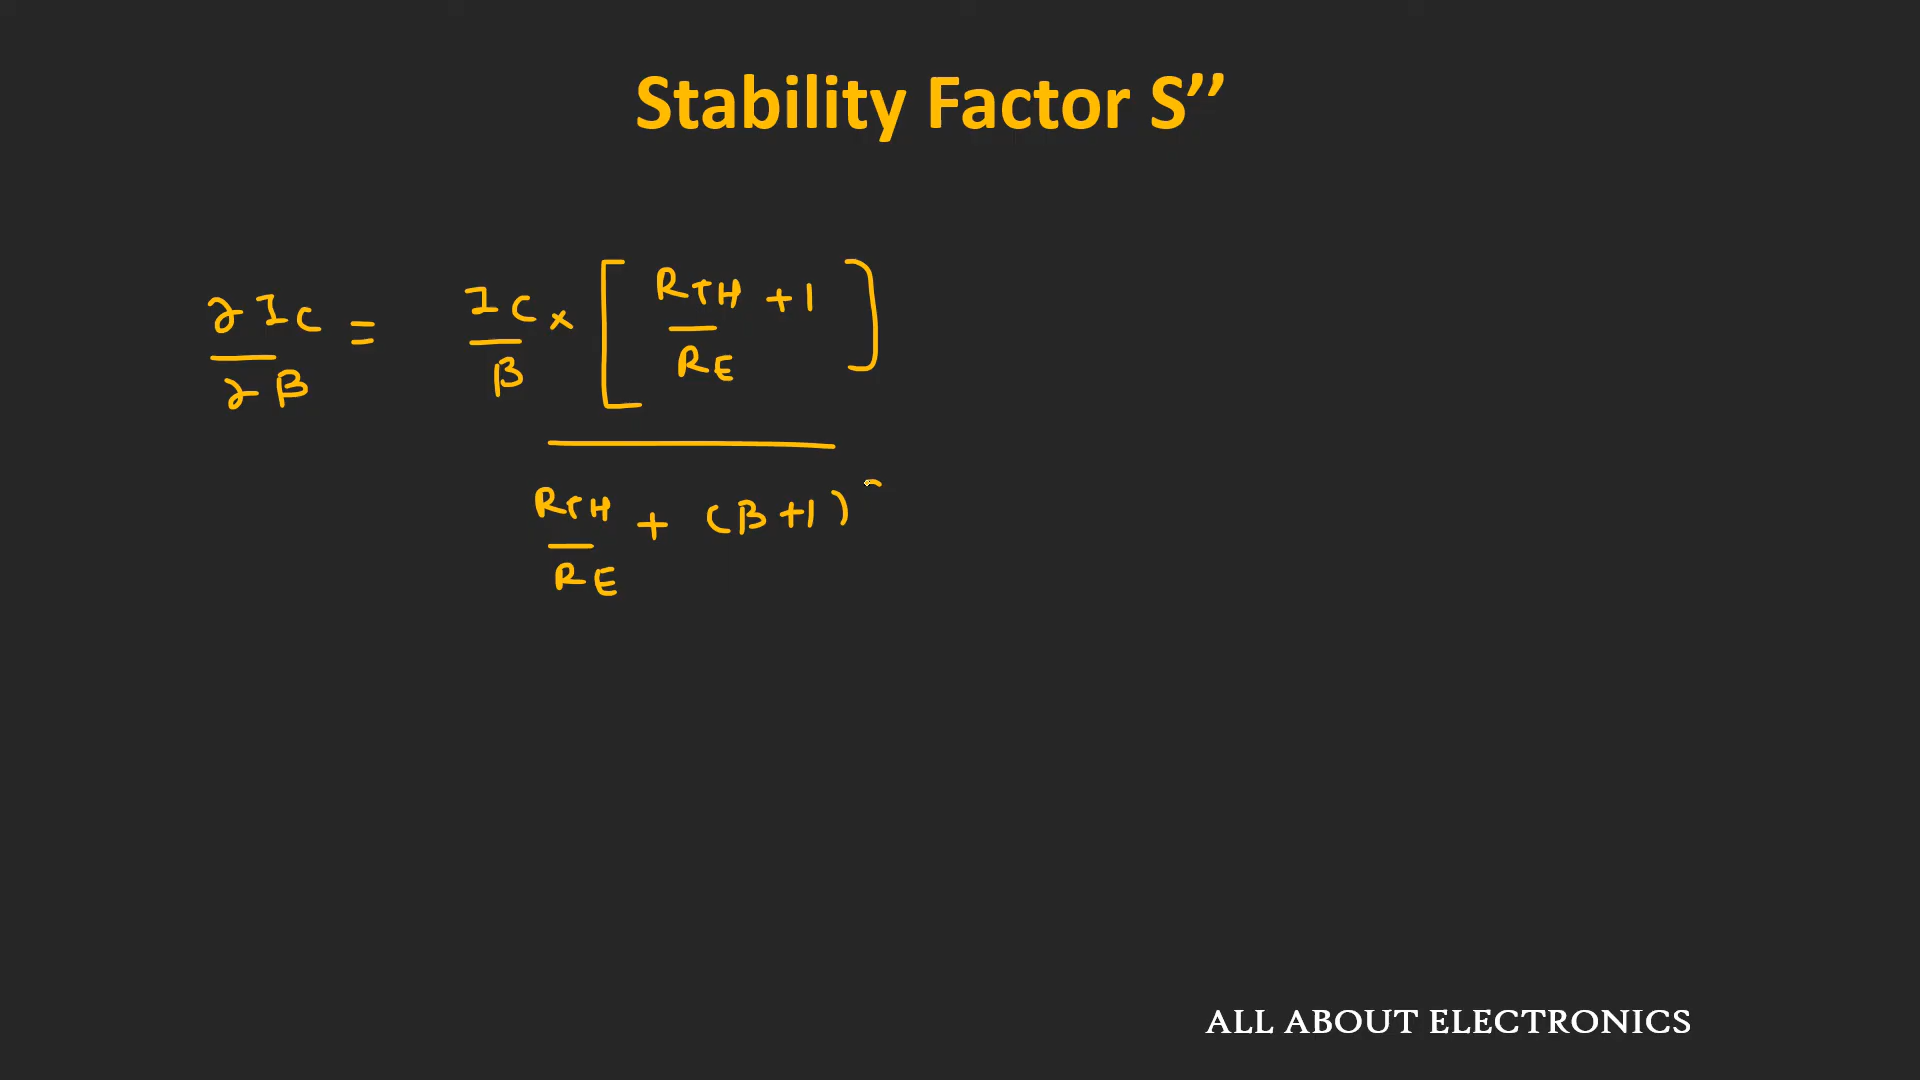 Stability Factor S’’
∂IC/∂β = IC/β × [RTH/RE + 1]
RTH/RE + (β+1)
ALL ABOUT ELECTRONICS